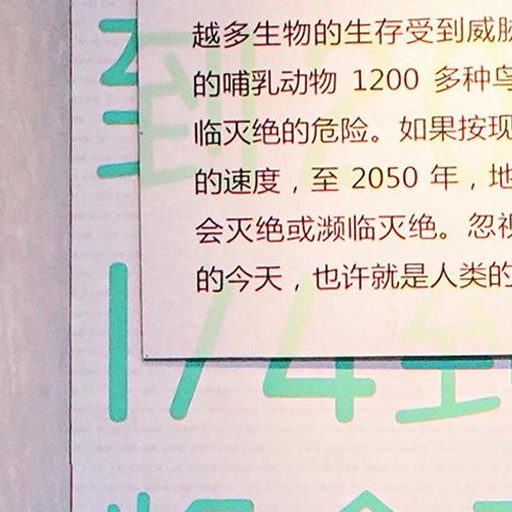 越多生物的生存受到威胁
的哺乳动物 1200 多种鸟
临灭绝的危险。如果按现
的速度，至 2050 年，地
会灭绝或濒临灭绝。忽视
的今天，也许就是人类的
1/4